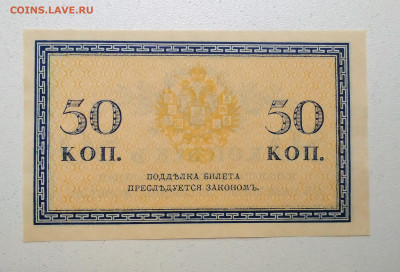 COINS.LAVE.RU
50 50
КОП. КОП.
ПОДДѢЛКА БИЛЕТА
ПРЕСЛѢДУЕТСЯ ЗАКОНОМЪ.